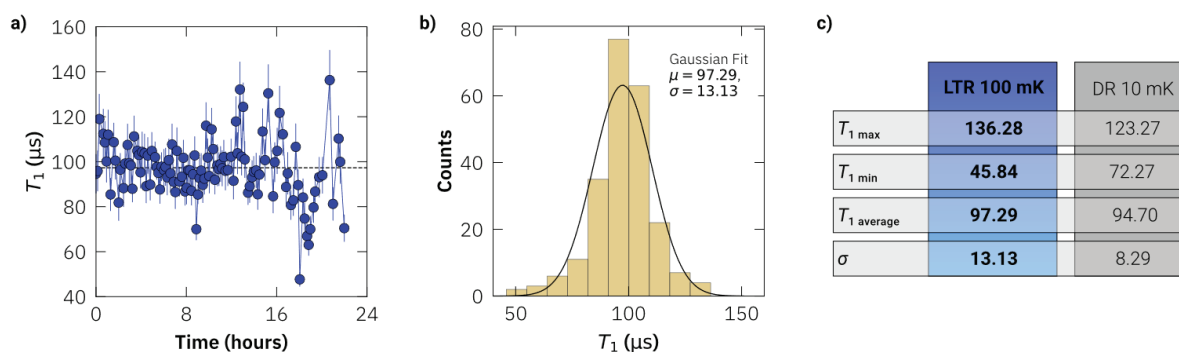 a)
160
140
120
100
80
60
40
T1 (µs)
0
8
16
24
Time (hours)
b)
80
60
40
20
0
Counts
Gaussian Fit
μ = 97.29,
σ = 13.13
50
100
150
T1 (µs)
c)
LTR 100 mK DR 10 mK
T1 max 136.28 123.27
T1 min 45.84 72.27
T1 average 97.29 94.70
σ 13.13 8.29